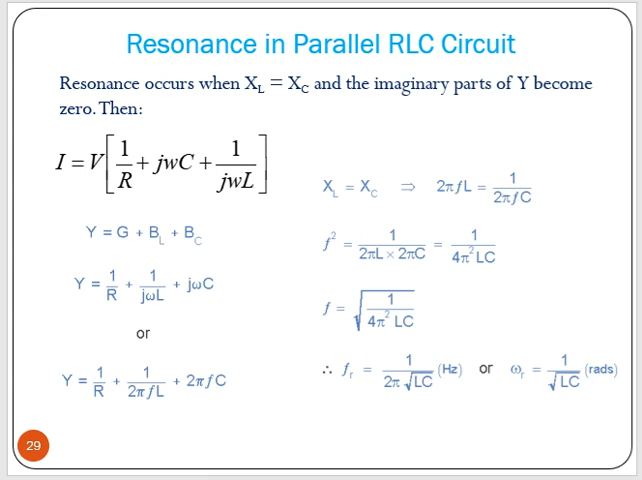 Resonance in Parallel RLC Circuit
Resonance occurs when X_L = X_C and the imaginary parts of Y become
zero. Then:
I = V[1/R + jwC + 1/jwL]
Y = G + B_L + B_C
Y = 1/R + 1/jωL + jωC
or
Y = 1/R + 1/2πfL + 2πfC
X_L = X_C ⇒ 2πfL = 1/2πfC
f² = 1/2πL × 2πC = 1/4π²LC
f = √(1/4π²LC)
∴ f_r = 1/2π√LC (Hz) or ω_r = 1/√LC (rads)
29